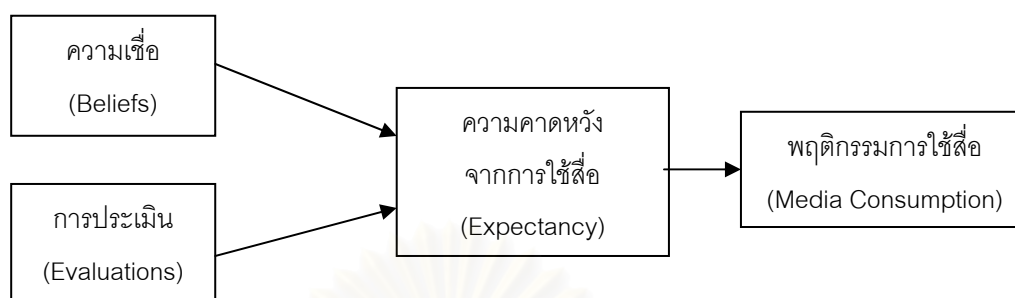 ความเชื่อ
(Beliefs)
การประเมิน
(Evaluations)
ความคาดหวัง
จากการใช้สื่อ
(Expectancy)
พฤติกรรมการใช้สื่อ
(Media Consumption)